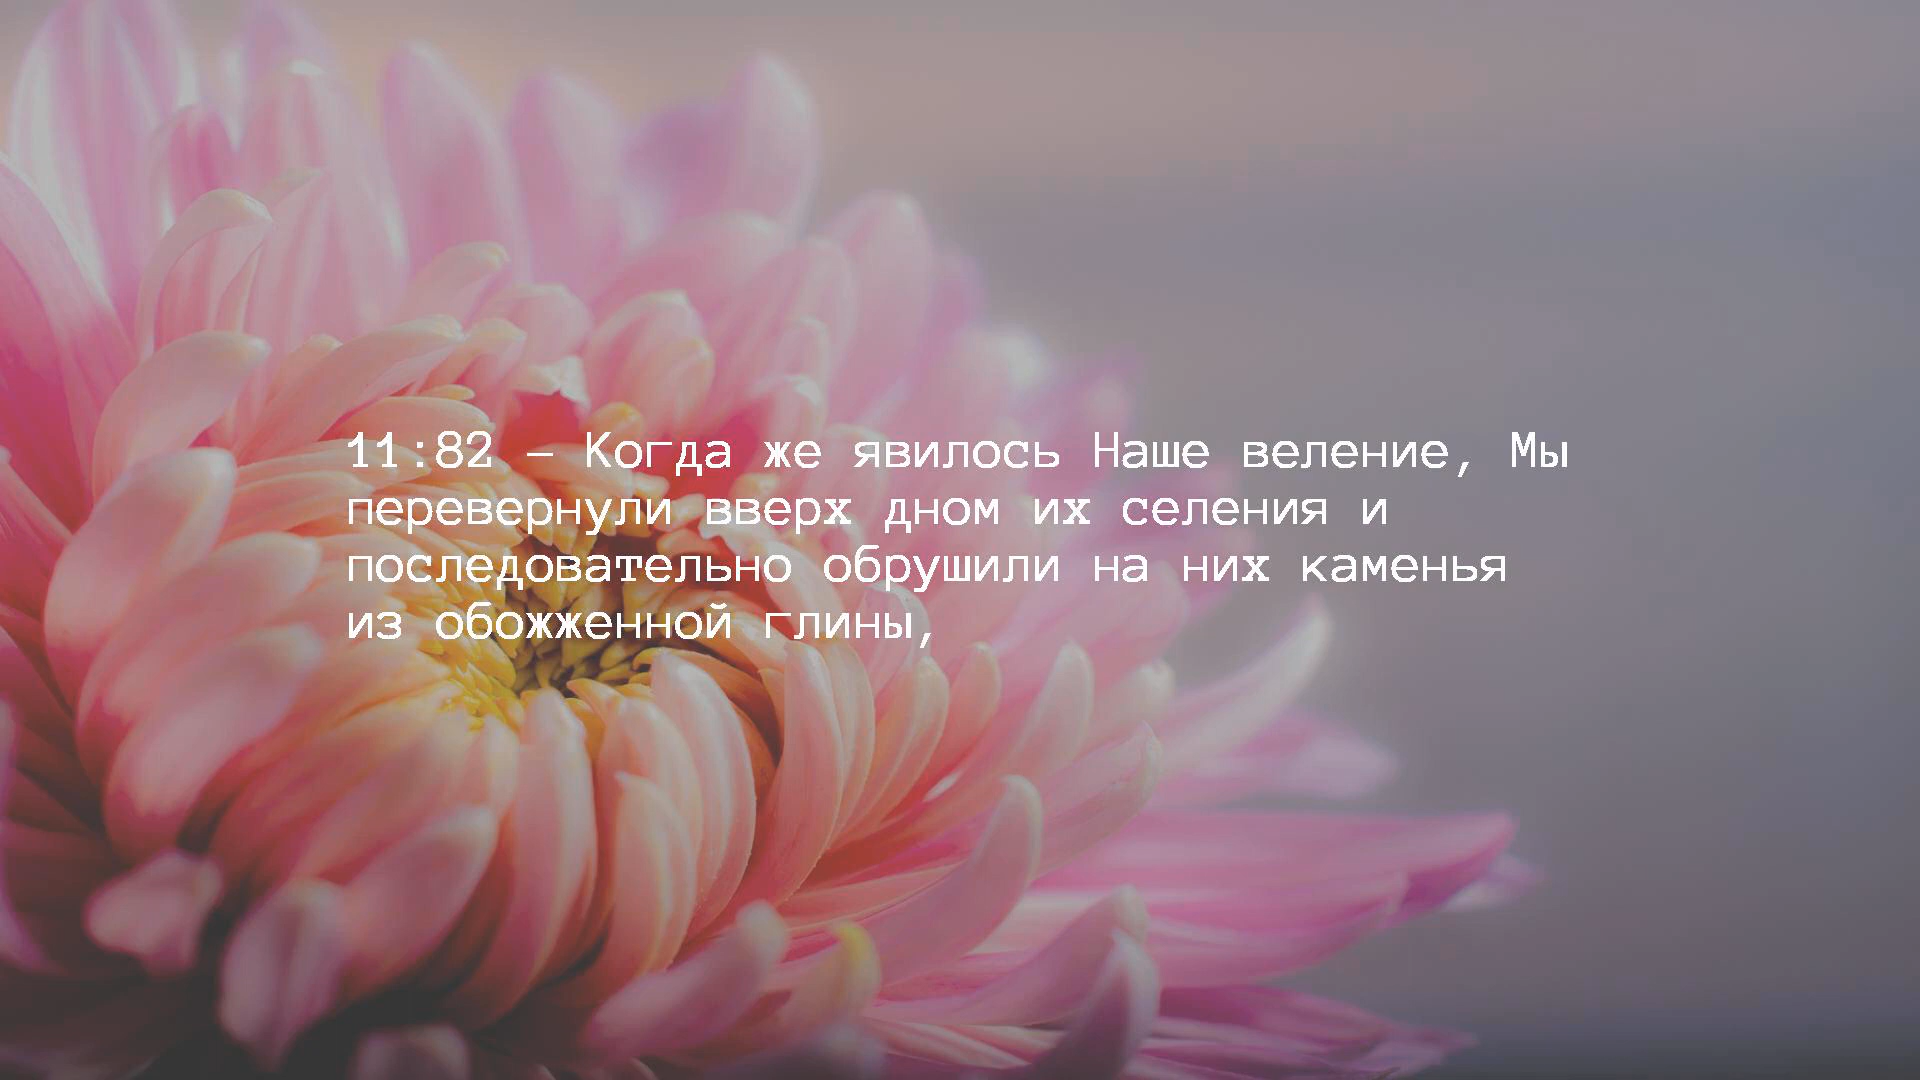 11:82 – Когда же явилось Наше веление, Мы
перевернули вверх дном их селения и
последовательно обрушили на них каменья
из обожженной глины,